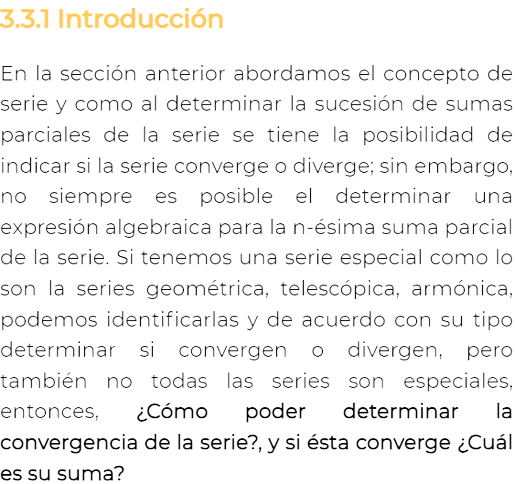 3.3.1 Introducción
En la sección anterior abordamos el concepto de
serie y como al determinar la sucesión de sumas
parciales de la serie se tiene la posibilidad de
indicar si la serie converge o diverge; sin embargo,
no siempre es posible el determinar una
expresión algebraica para la n-ésima suma parcial
de la serie. Si tenemos una serie especial como lo
son la series geométrica, telescópica, armónica,
podemos identificarlas y de acuerdo con su tipo
determinar si convergen o divergen, pero
también no todas las series son especiales,
entonces, ¿Cómo poder determinar la
convergencia de la serie?, y si ésta converge ¿Cuál
es su suma?